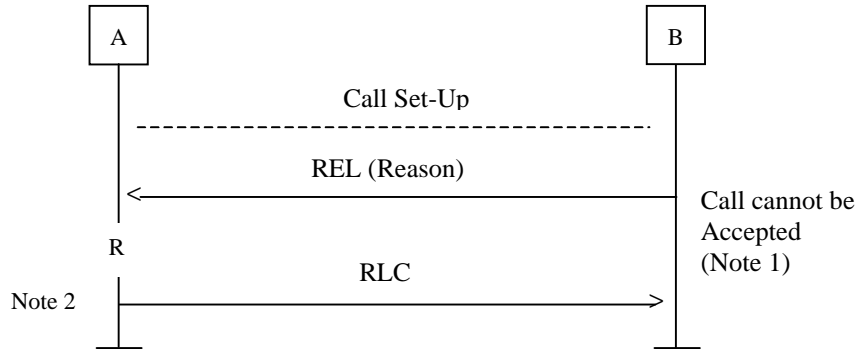 A
B
Call Set-Up
REL (Reason)
Call cannot be
Accepted
(Note 1)
R
RLC
Note 2